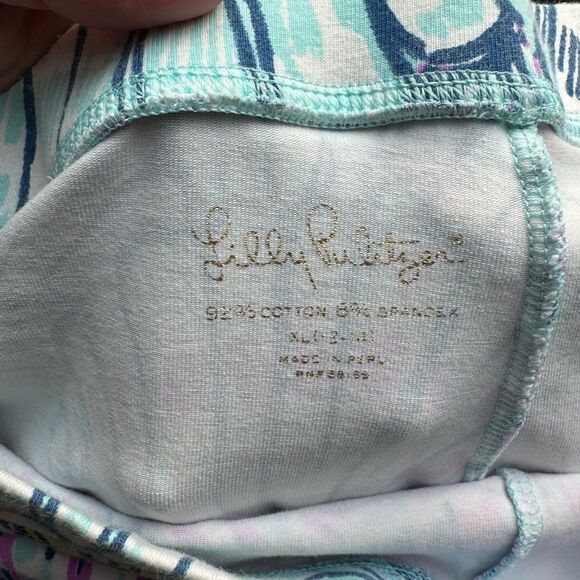 Lilly Pulitzer®
92% COTTON 8% SPANDEX
XL(12-14)
MADE IN PERU